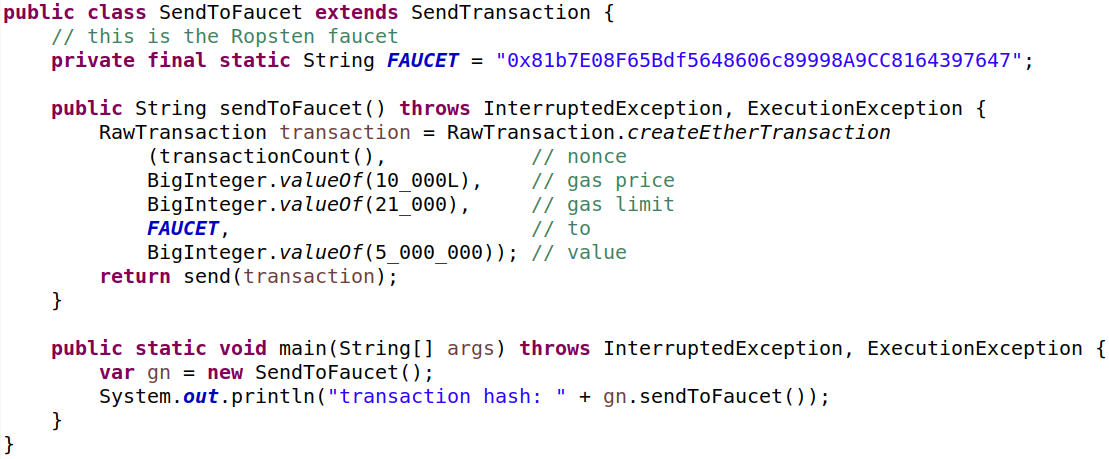 public class SendToFaucet extends SendTransaction {
    // this is the Ropsten faucet
    private final static String FAUCET = "0x81b7E08F65Bdf5648606c89998A9CC8164397647";

    public String sendToFaucet() throws InterruptedException, ExecutionException {
        RawTransaction transaction = RawTransaction.createEtherTransaction
            (transactionCount(),            // nonce
            BigInteger.valueOf(10_000L),    // gas price
            BigInteger.valueOf(21_000),     // gas limit
            FAUCET,                         // to
            BigInteger.valueOf(5_000_000)); // value
        return send(transaction);
    }

    public static void main(String[] args) throws InterruptedException, ExecutionException {
        var gn = new SendToFaucet();
        System.out.println("transaction hash: " + gn.sendToFaucet());
    }
}